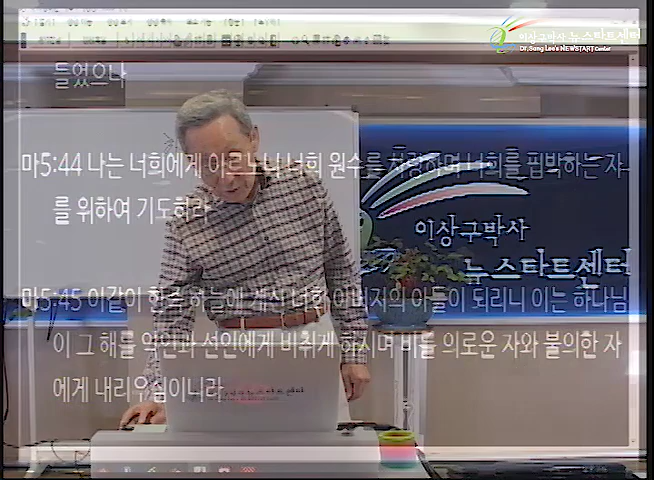 이상구박사 뉴스타트센터
Dr.Sang Lee's NEWSTART Center
들었으나
마5:44 나는 너희에게 이르노니 너희 원수를 사랑하며 너희를 핍박하는 자
를 위하여 기도하라
이상구박사
뉴스타트센터
마5:45 이같이 한즉 하늘에 계신 너희 아버지의 아들이 되리니 이는 하나님
이 그 해를 악인과 선인에게 비취게 하시며 비를 의로운 자와 불의한 자
에게 내리우심이니라